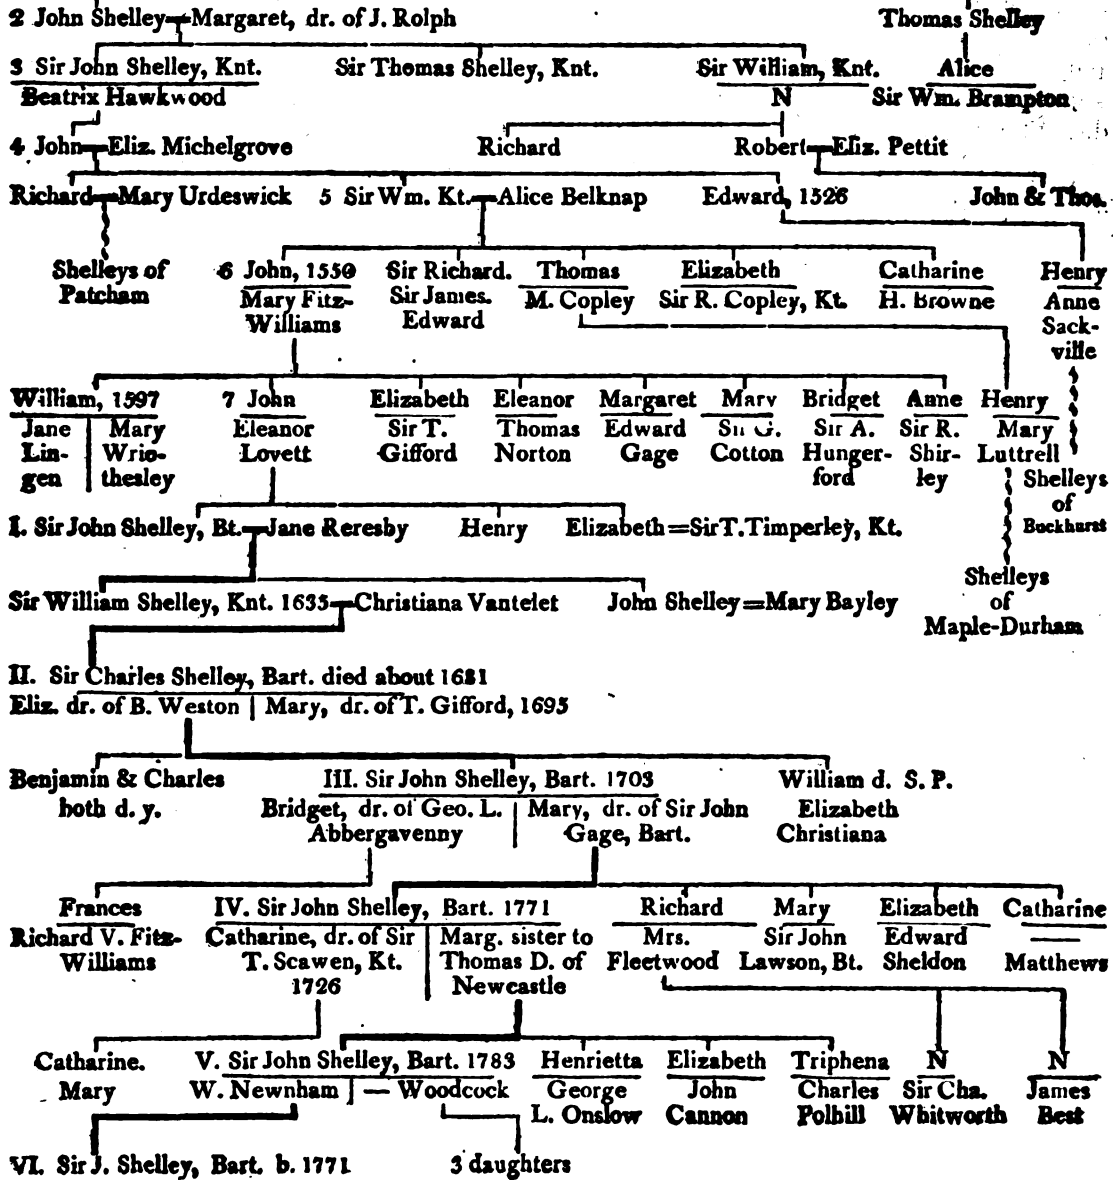 2 John Shelley Margaret, dr. of J. Rolph Thomas Shelley
3 Sir John Shelley, Knt. Sir Thomas Shelley, Knt. Sir William, Knt. Alice
Beatrix Hawkwood N Sir Wm. Brampton
4 John Eliz. Michelgrove Richard Robert Eliz. Pettit
Richard Mary Urdeswick 5 Sir Wm. Kt. Alice Belknap Edward, 1526 John & Thos.
Shelleys of 6 John, 1550 Sir Richard. Thomas Elizabeth Catharine Henry
Patcham Mary Fitz- Sir James. M. Copley Sir R. Copley, Kt. H. Browne Anne
Williams Edward Sack-
ville
William, 1597 7 John Elizabeth Eleanor Margaret Mary Bridget Anne Henry
Jane Mary Eleanor Sir T. Thomas Edward Sir G. Sir A. Sir R. Mary
Lin- Wrio- Lovett Gifford Norton Gage Cotton Hunger- Shir- Luttrell
gen thesley ford ley Shelleys
of
I. Sir John Shelley, Bt. Jane Reresby Henry Elizabeth=Sir T. Timperley, Kt. Buckhurst
Shelleys
Sir William Shelley, Knt. 1635 Christiana Vantelet John Shelley=Mary Bayley of
Maple-Durham
II. Sir Charles Shelley, Bart. died about 1681
Eliz. dr. of B. Weston | Mary, dr. of T. Gifford, 1695
Benjamin & Charles III. Sir John Shelley, Bart. 1703 William d. S. P.
both d. y. Bridget, dr. of Geo. L. Mary, dr. of Sir John Elizabeth
Abbergavenny Gage, Bart. Christiana
Frances IV. Sir John Shelley, Bart. 1771 Richard Mary Elizabeth Catharine
Richard V. Fitz- Catharine, dr. of Sir Marg. sister to Mrs. Sir John Edward ——
Williams T. Scawen, Kt. Thomas D. of Fleetwood Lawson, Bt. Sheldon Matthews
1726 Newcastle
Catharine. V. Sir John Shelley, Bart. 1783 Henrietta Elizabeth Triphena N N
Mary W. Newnham | — Woodcock George John Charles Sir Cha. James
L. Onslow Cannon Polhill Whitworth Best
VI. Sir J. Shelley, Bart. b. 1771 3 daughters